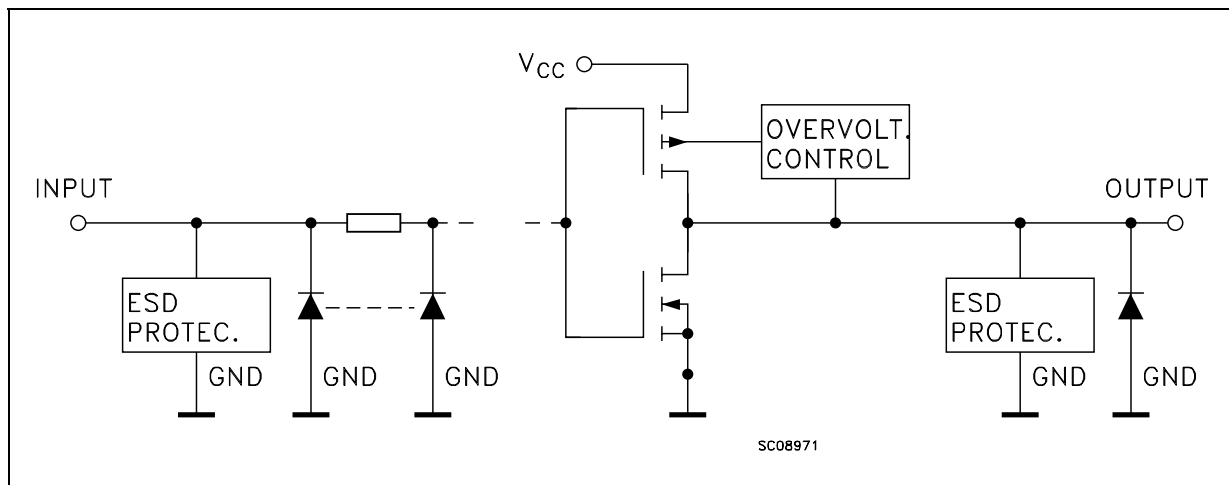 VCC
OVERVOLT.
CONTROL
INPUT
OUTPUT
ESD
PROTEC.
ESD
PROTEC.
GND
GND
GND
GND
GND
SC08971